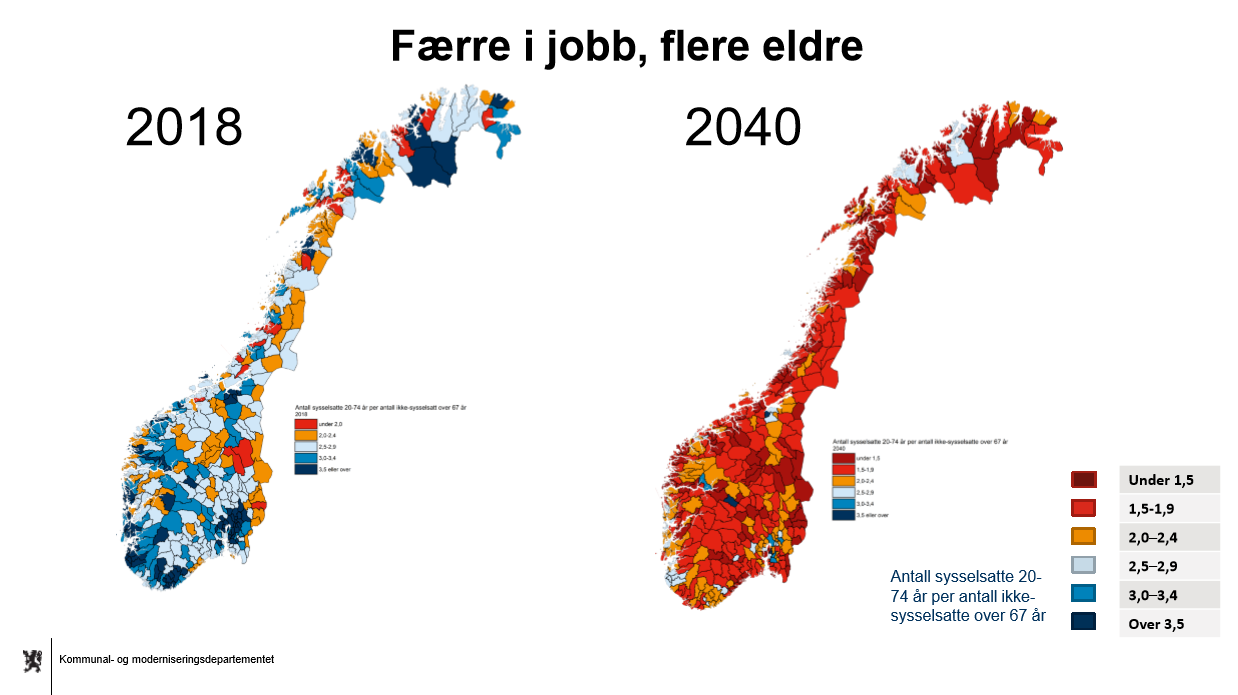 Færre i jobb, flere eldre
2018
2040
Antall sysselsatte 20-74 år per antall ikke-sysselsatt over 67 år
2018
under 2,0
2,0-2,4
2,5-2,9
3,0-3,4
3,5 eller over
Antall sysselsatte 20-74 år per antall ikke-sysselsatte over 67 år
2040
under 1,5
1,5-1,9
2,0-2,4
2,5-2,9
3,0-3,4
3,5-eller over
Under 1,5
1,5-1,9
2,0–2,4
2,5–2,9
3,0–3,4
Over 3,5
Antall sysselsatte 20-
74 år per antall ikke-
sysselsatte over 67 år
Kommunal- og moderniseringsdepartementet